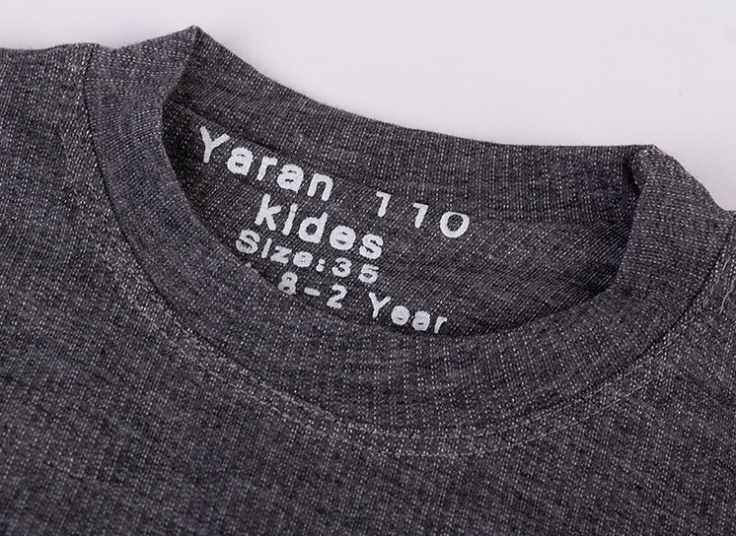 Yaran 110
kides
Size:35
8-2 Year